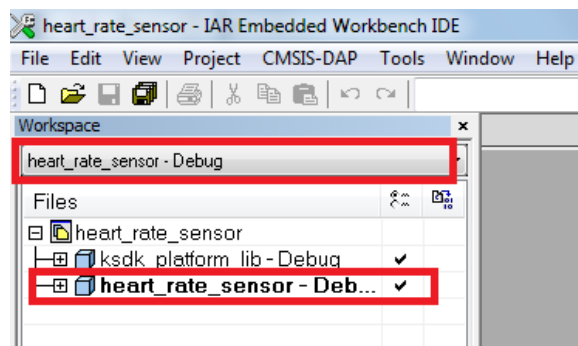 heart_rate_sensor - IAR Embedded Workbench IDE
File Edit View Project CMSIS-DAP Tools Window Help
Workspace
heart_rate_sensor - Debug
Files
heart_rate_sensor
ksdk_platform_lib - Debug
heart_rate_sensor - Deb...